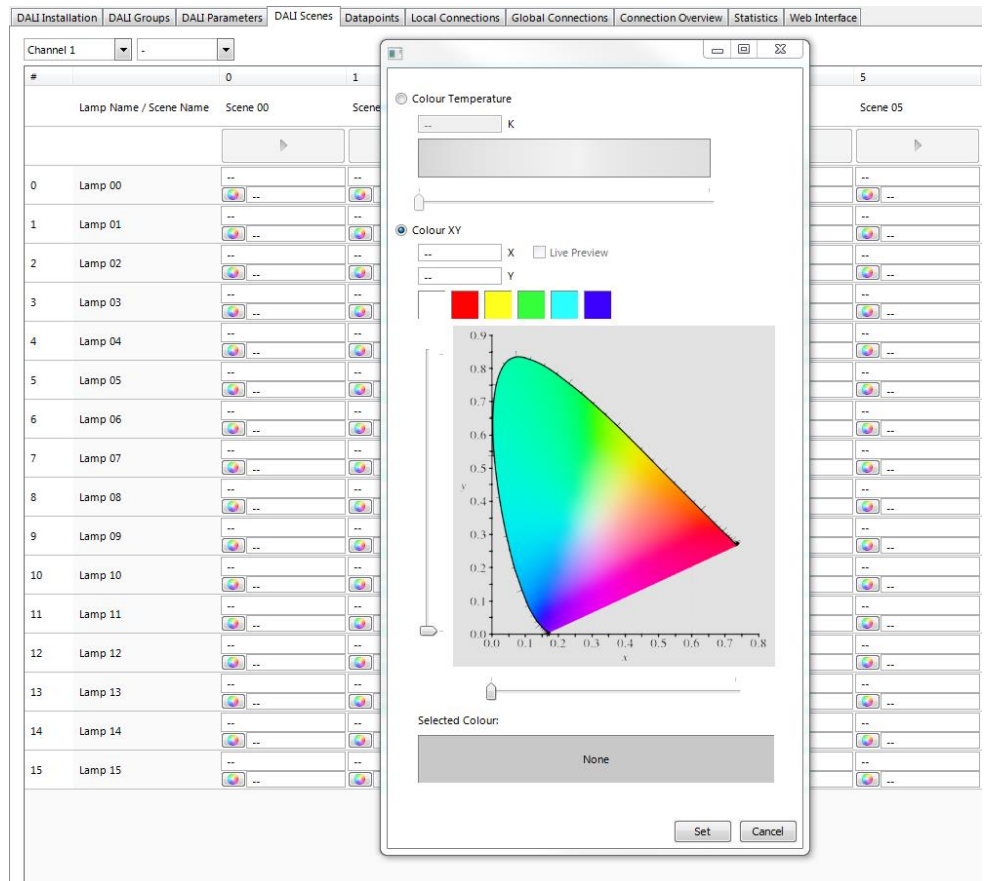 DALI Installation DALI Groups DALI Parameters DALI Scenes Datapoints Local Connections Global Connections Connection Overview Statistics Web Interface
Channel 1 -
# 0 1 5
Lamp Name / Scene Name Scene 00 Scene Scene 05
Colour Temperature
-- K
Colour XY
-- X Live Preview
-- Y
0 Lamp 00 -- -- --
-- --
1 Lamp 01 -- -- --
-- --
2 Lamp 02 -- -- --
-- --
3 Lamp 03 -- -- --
-- --
4 Lamp 04 -- -- --
-- --
5 Lamp 05 -- -- --
-- --
6 Lamp 06 -- -- --
-- --
7 Lamp 07 -- -- --
-- --
8 Lamp 08 -- -- --
-- --
9 Lamp 09 -- -- --
-- --
10 Lamp 10 -- -- --
-- --
11 Lamp 11 -- -- --
-- --
12 Lamp 12 -- -- --
-- --
13 Lamp 13 -- -- --
-- --
14 Lamp 14 -- -- --
-- --
15 Lamp 15 -- -- --
-- --
0.9
0.8
0.7
0.6
0.5
y
0.4
0.3
0.2
0.1
0.0
0.0 0.1 0.2 0.3 0.4 0.5 0.6 0.7 0.8
x
Selected Colour:
None
Set Cancel